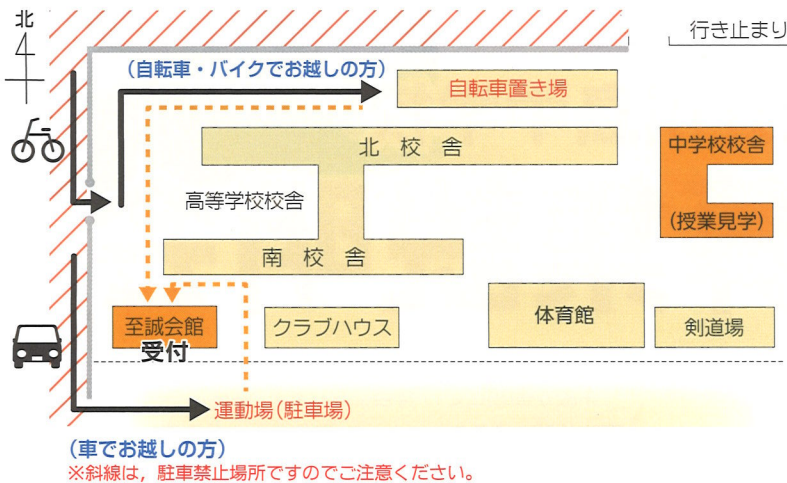 北
行き止まり
(自転車・バイクでお越しの方)
自転車置き場
北校舎
中学校校舎
高等学校校舎
(授業見学)
南校舎
至誠会館
受付
クラブハウス
体育館
剣道場
運動場(駐車場)
(車でお越しの方)
※斜線は,駐車禁止場所ですのでご注意ください。